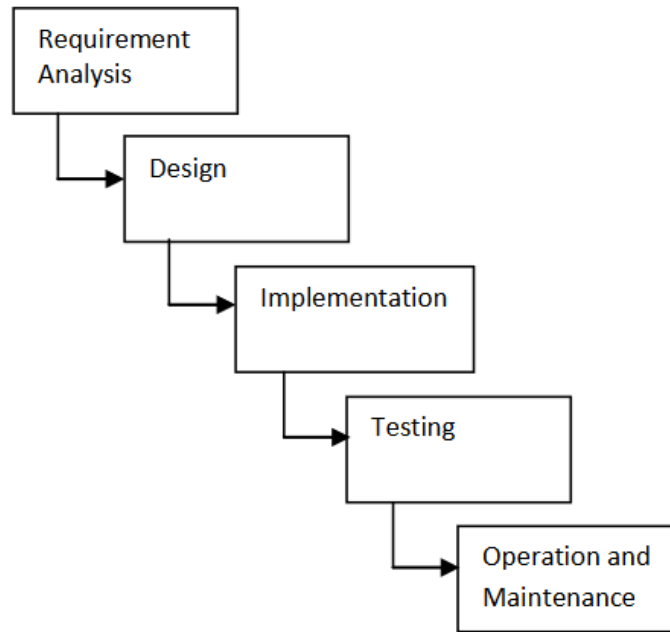 Requirement
Analysis
Design
Implementation
Testing
Operation and
Maintenance